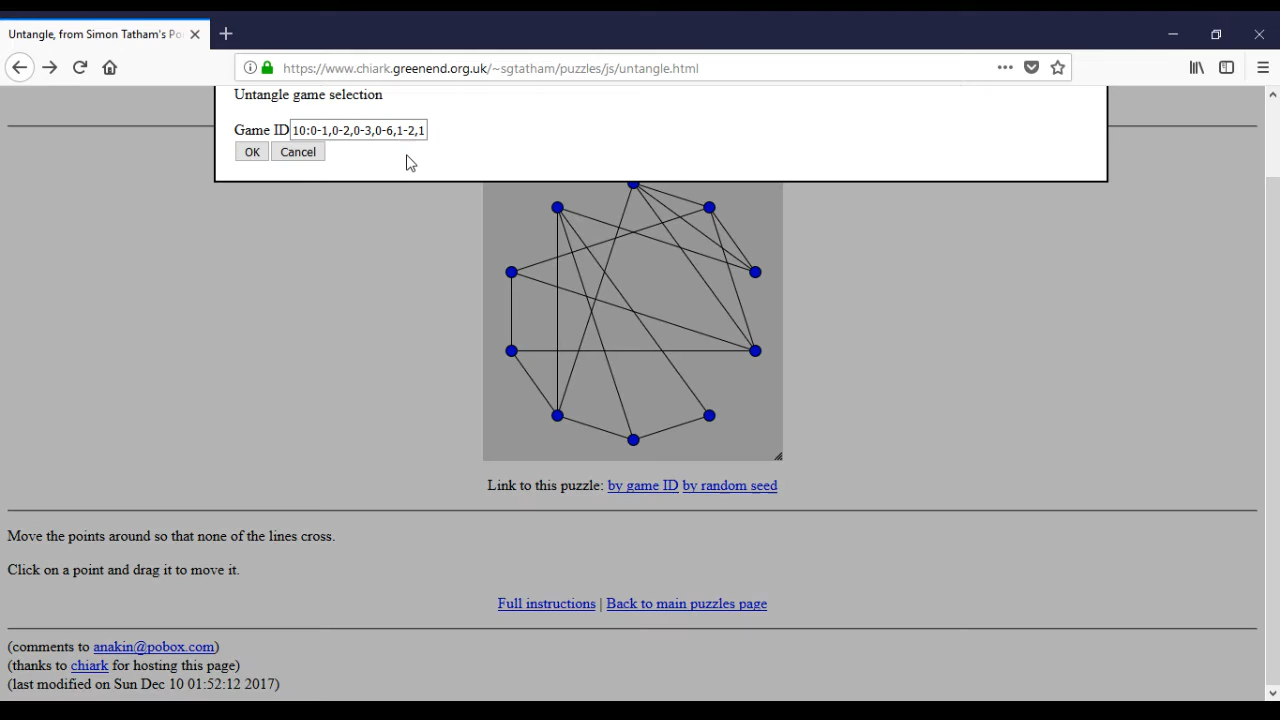 Untangle, from Simon Tatham's Po
https://www.chiark.greenend.org.uk/~sgtatham/puzzles/js/untangle.html
Untangle game selection
Game ID 10:0-1,0-2,0-3,0-6,1-2,1
OK Cancel
Link to this puzzle: by game ID by random seed
Move the points around so that none of the lines cross.
Click on a point and drag it to move it.
Full instructions | Back to main puzzles page
(comments to anakin@pobox.com)
(thanks to chiark for hosting this page)
(last modified on Sun Dec 10 01:52:12 2017)